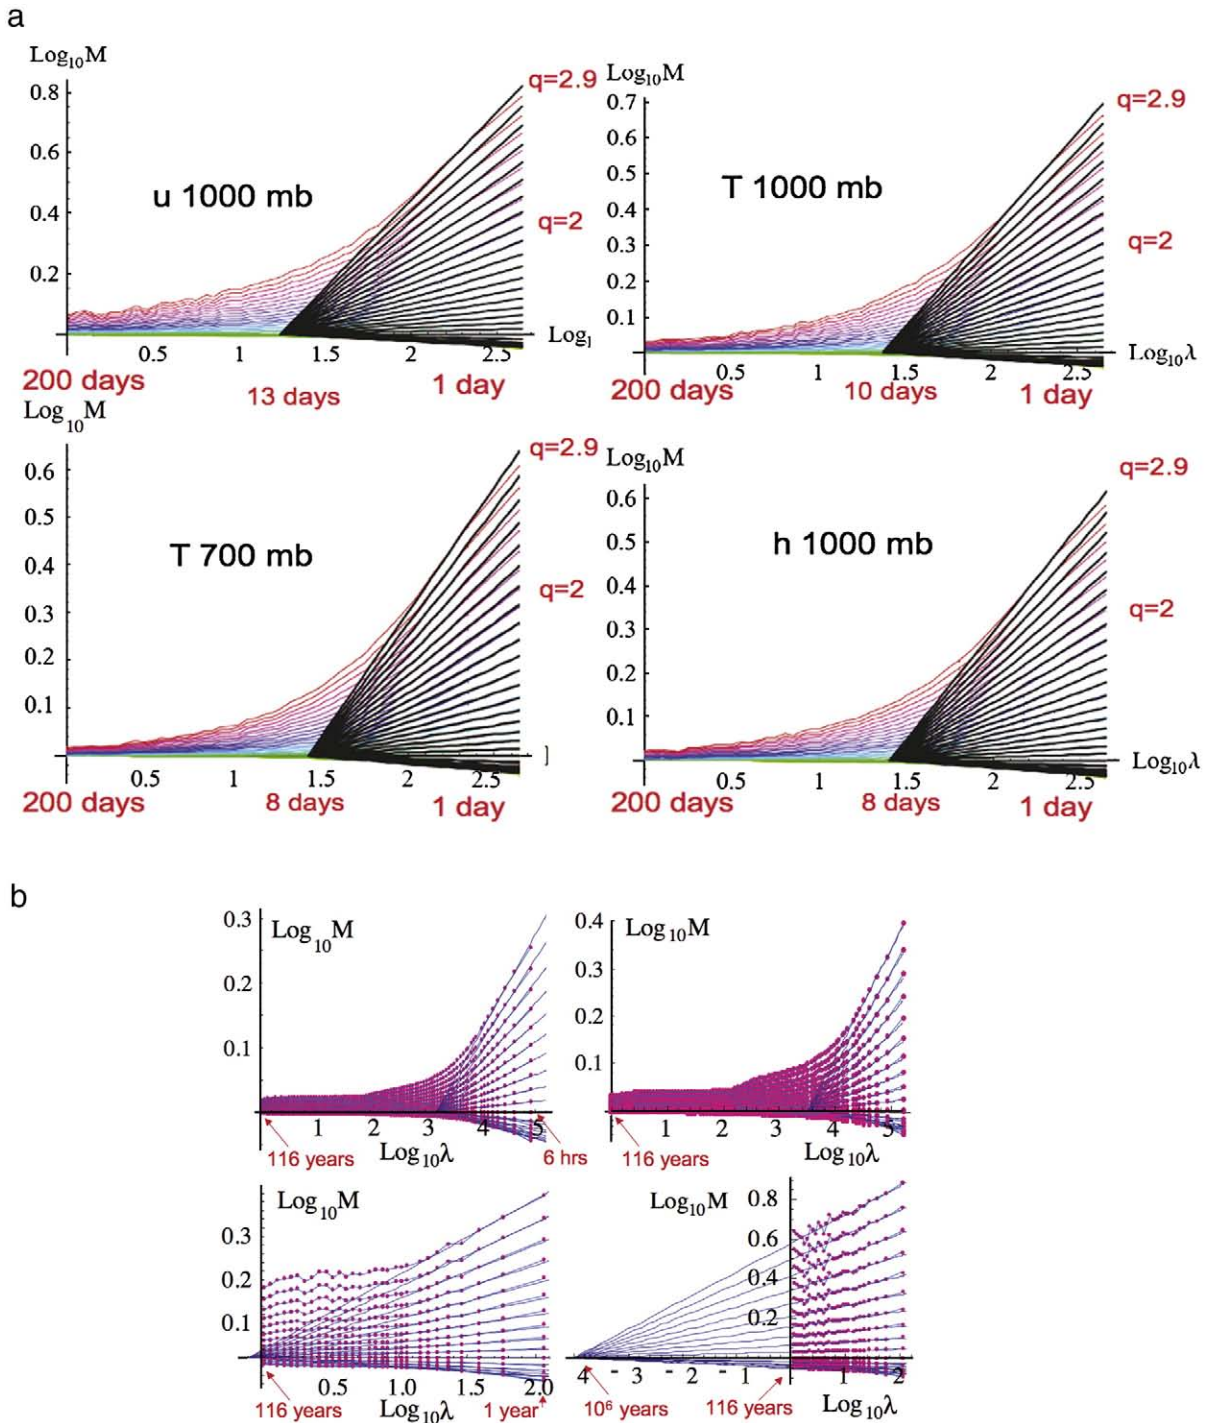 a
Log₁₀M
0.8
0.6
0.4
0.2
0.5 1 1.5 2 2.5
u 1000 mb
q=2.9
q=2
200 days 13 days 1 day
Log₁₀M
0.7
0.6
0.5
0.4
0.3
0.2
0.1
0.5 1 1.5 2 2.5
Log₁₀λ
T 1000 mb
q=2.9
q=2
200 days 10 days 1 day
Log₁₀M
0.6
0.5
0.4
0.3
0.2
0.1
0.5 1 1.5 2 2.5
T 700 mb
q=2.9
q=2
200 days 8 days 1 day
Log₁₀M
0.6
0.5
0.4
0.3
0.2
0.1
0.5 1 1.5 2 2.5
Log₁₀λ
h 1000 mb
q=2.9
q=2
200 days 8 days 1 day
b
0.3
Log₁₀M
0.2
0.1
1 2 3 4 5
116 years Log₁₀λ 6 hrs
0.4
Log₁₀M
0.3
0.2
0.1
1 2 3 4 5
116 years Log₁₀λ
Log₁₀M
0.3
0.2
0.1
0.5 1.0 1.5 2.0
116 years Log₁₀λ 1 year
Log₁₀M
0.8
0.6
0.4
0.2
4 - 3 - 2 - 1 1 2
10⁶ years 116 years Log₁₀λ